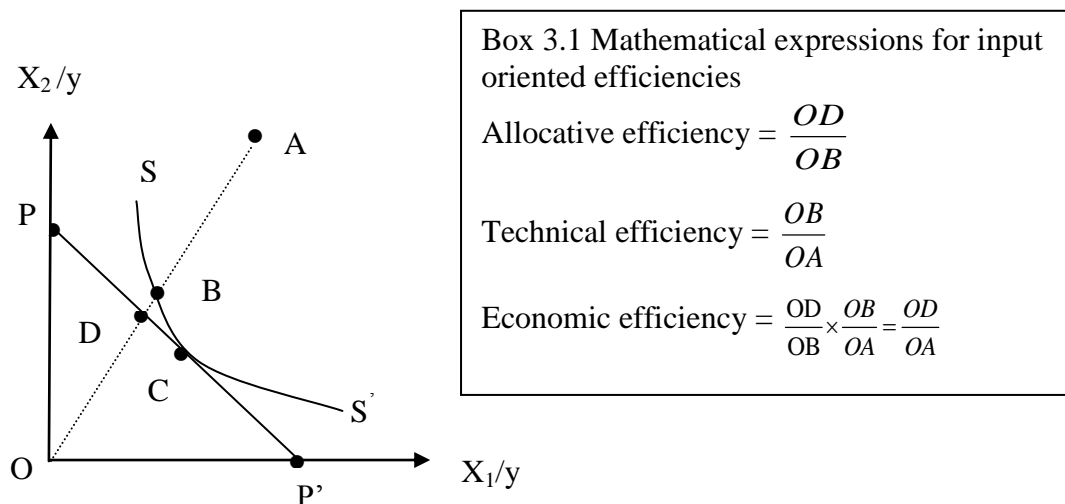 X₂/y
A
S
P
B
D
C
S'
O
X₁/y
P'
Box 3.1 Mathematical expressions for input
oriented efficiencies
Allocative efficiency = OD/OB
Technical efficiency = OB/OA
Economic efficiency = OD/OB × OB/OA = OD/OA